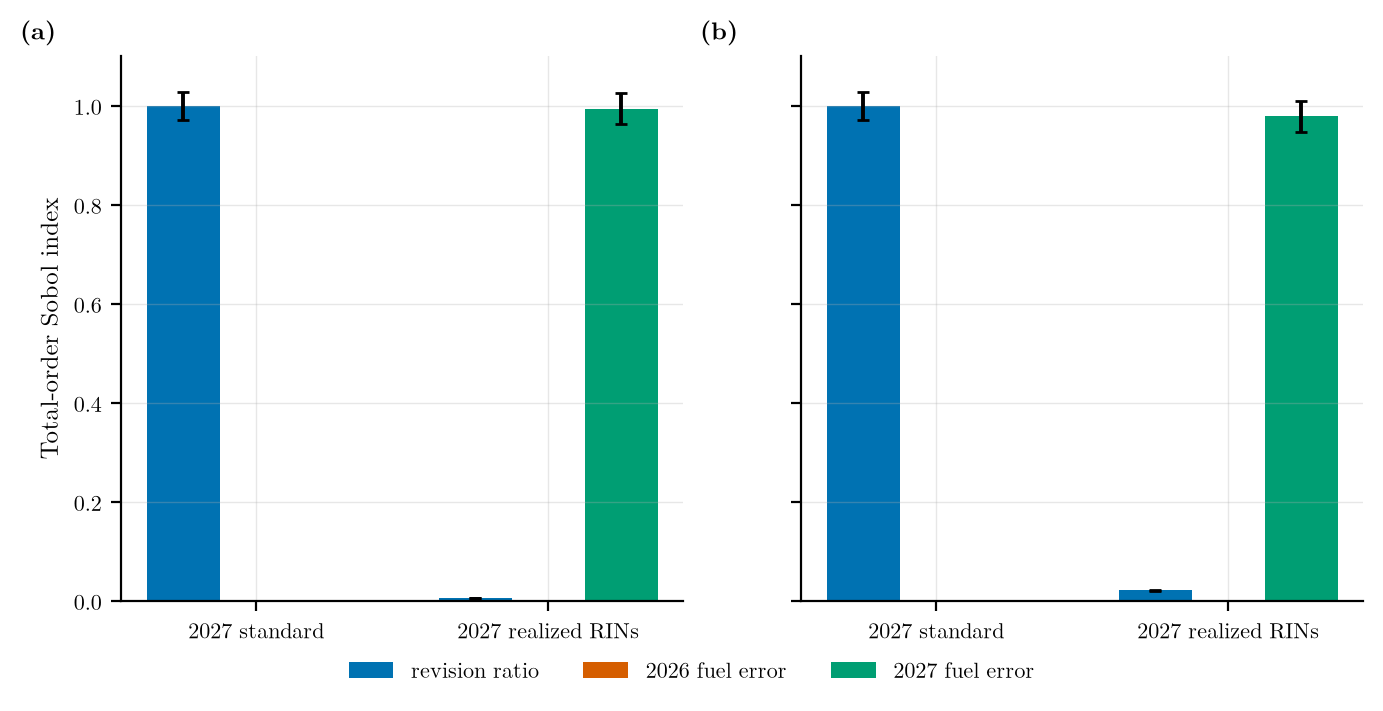 (a)
(b)
Total-order Sobol index
1.0
0.8
0.6
0.4
0.2
0.0
2027 standard
2027 realized RINs
2027 standard
2027 realized RINs
revision ratio
2026 fuel error
2027 fuel error